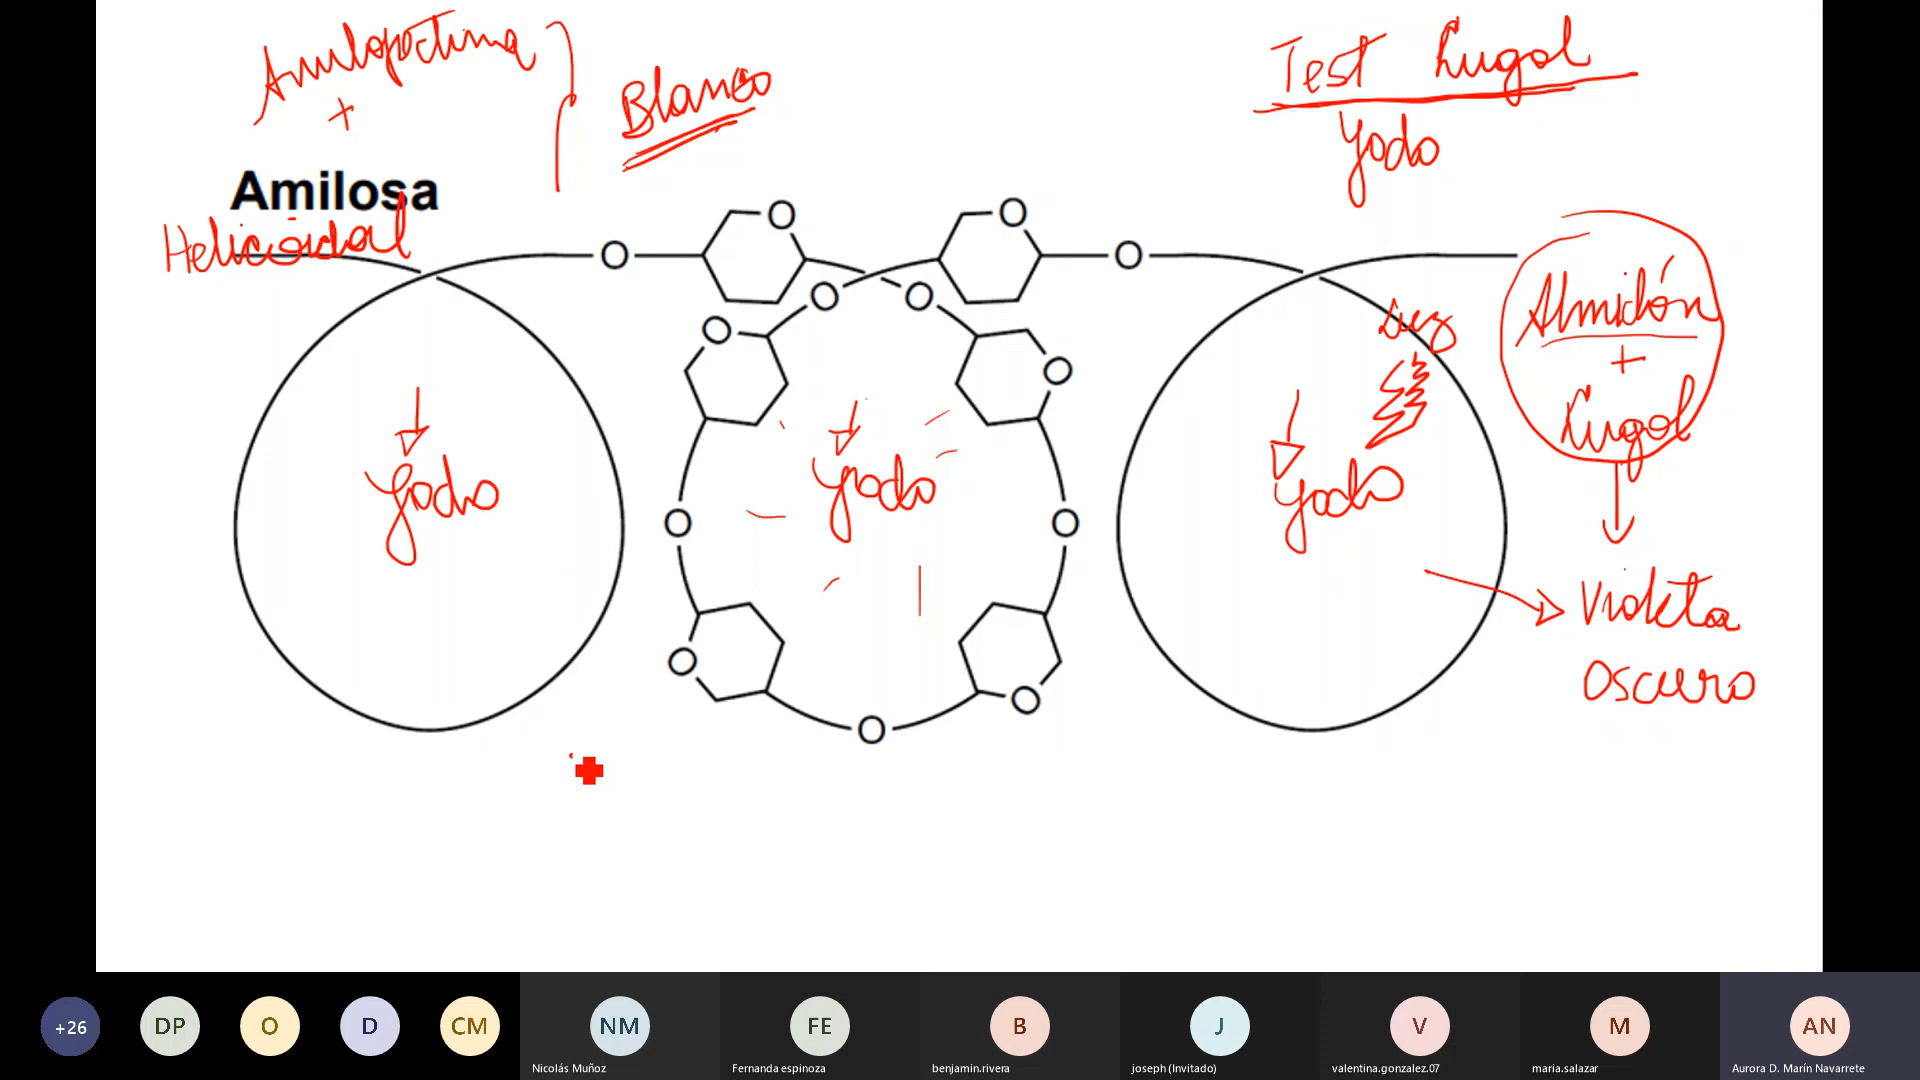 Amilopectina
+
Blanco
Test Lugol
Yodo
Amilosa
Helicoidal
O
O
O
O
O
O
O
O
Luz
Almidón
+
Lugol
Yodo
Yodo
Yodo
O
O
Violeta
Oscuro
O
O
O
+26
DP
O
D
CM
NM
FE
B
J
V
M
AN
Nicolás Muñoz
Fernanda espinoza
benjamin.rivera
joseph (Invitado)
valentina.gonzalez.07
maria.salazar
Aurora D. Marín Navarrete